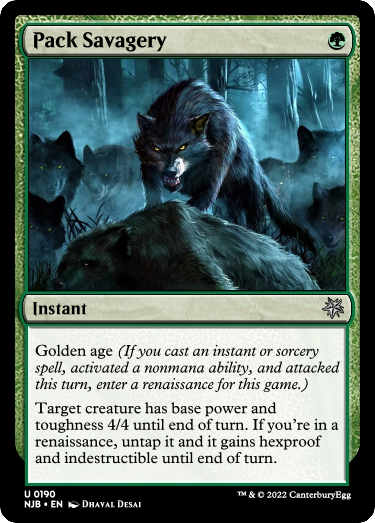 Pack Savagery
Instant
Golden age (If you cast an instant or sorcery
spell, activated a nonmana ability, and attacked
this turn, enter a renaissance for this game.)
Target creature has base power and
toughness 4/4 until end of turn. If you're in a
renaissance, untap it and it gains hexproof
and indestructible until end of turn.
U 0190
NJB • EN Dhaval Desai
™ & © 2022 CanterburyEgg